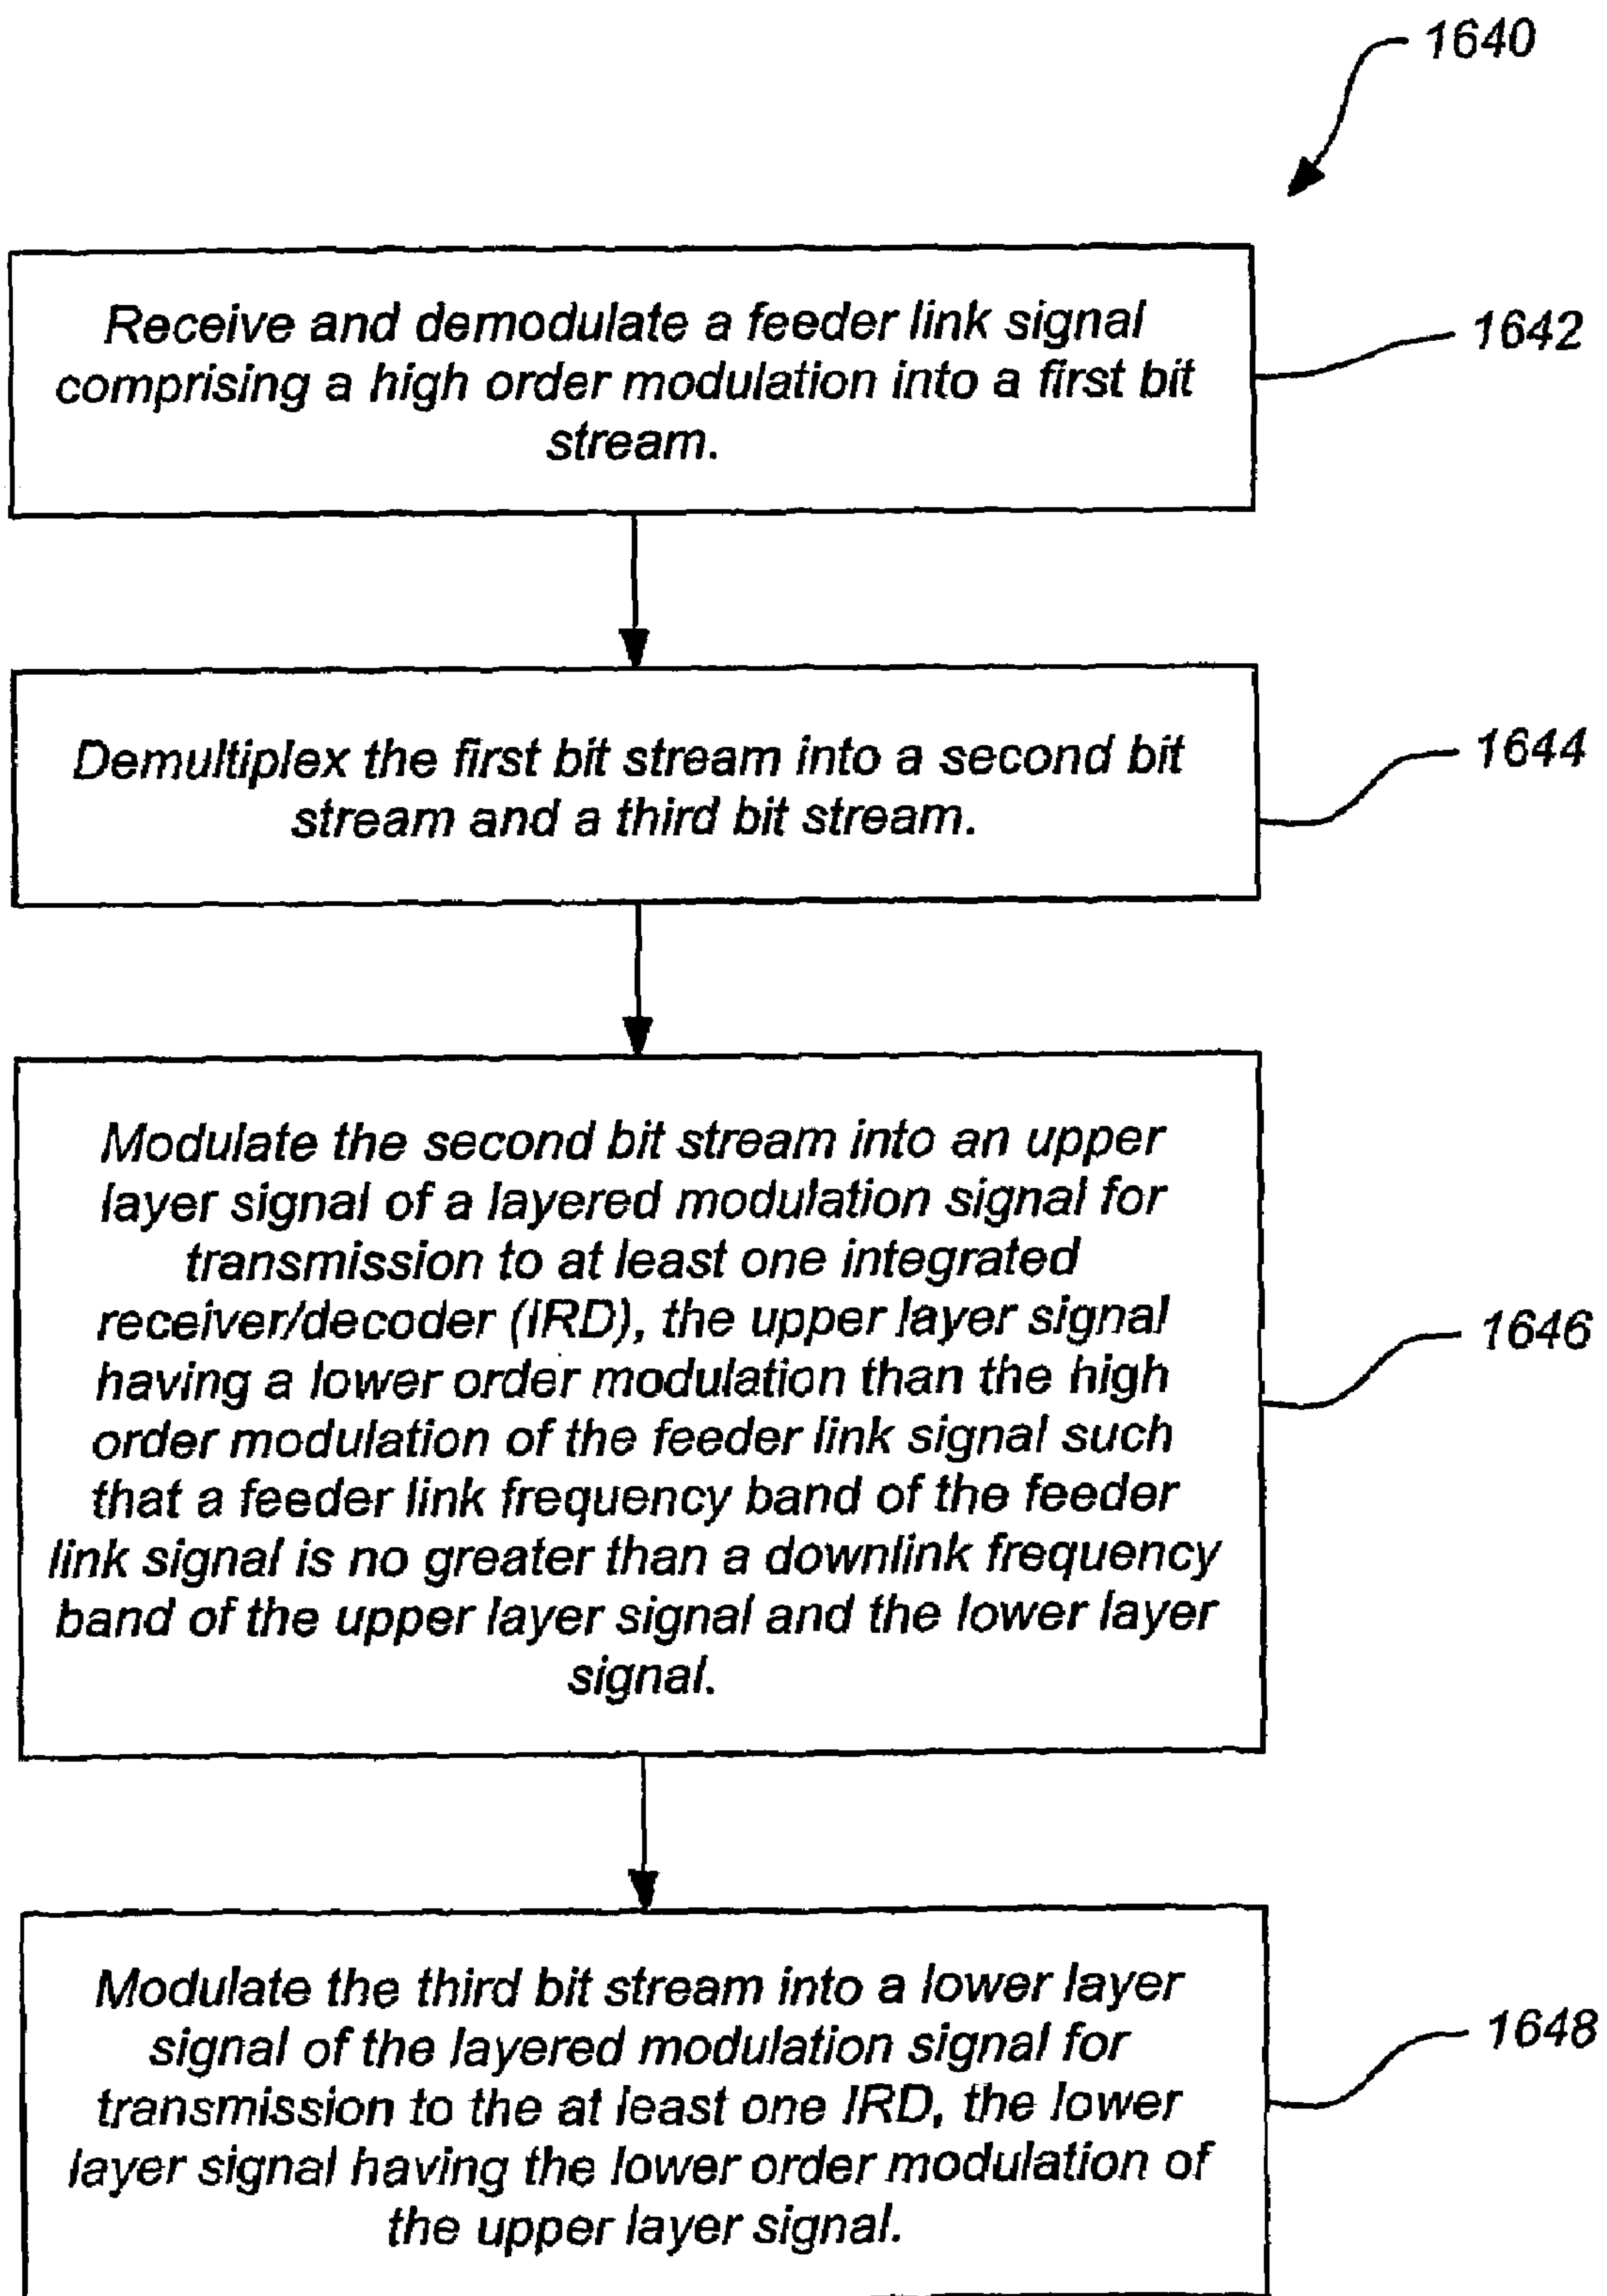 1640
Receive and demodulate a feeder link signal
comprising a high order modulation into a first bit
stream.
1642
Demultiplex the first bit stream into a second bit
stream and a third bit stream.
1644
Modulate the second bit stream into an upper
layer signal of a layered modulation signal for
transmission to at least one integrated
receiver/decoder (IRD), the upper layer signal
having a lower order modulation than the high
order modulation of the feeder link signal such
that a feeder link frequency band of the feeder
link signal is no greater than a downlink frequency
band of the upper layer signal and the lower layer
signal.
1646
Modulate the third bit stream into a lower layer
signal of the layered modulation signal for
transmission to the at least one IRD, the lower
layer signal having the lower order modulation of
the upper layer signal.
1648